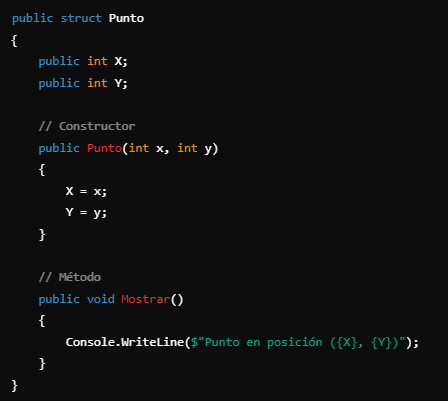 public struct Punto
{
    public int X;
    public int Y;

    // Constructor
    public Punto(int x, int y)
    {
        X = x;
        Y = y;
    }

    // Método
    public void Mostrar()
    {
        Console.WriteLine($"Punto en posición ({X}, {Y})");
    }
}